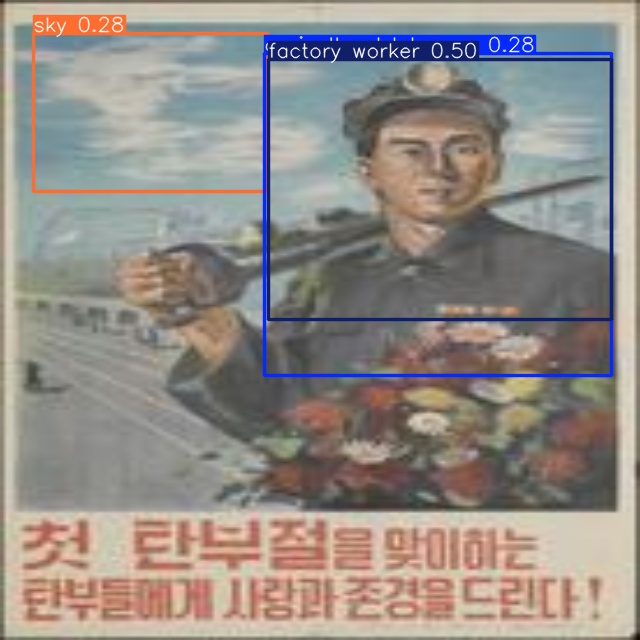 sky 0.28
0.28
factory worker 0.50
첫 탄부절을 맞이하는
탄부들에게 사랑과 존경을 드린다!